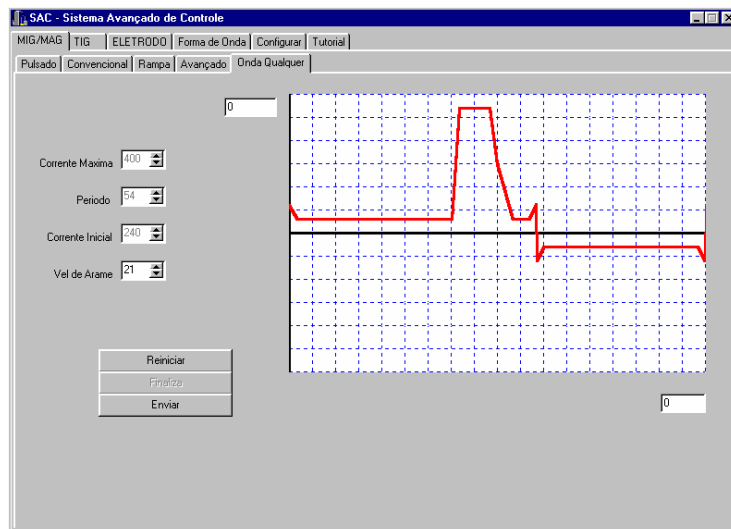 SAC - Sistema Avançado de Controle
MIG/MAG TIG ELETRODO Forma de Onda Configurar Tutorial
Pulsado Convencional Rampa Avançado Onda Qualquer
0
Corrente Maxima 400
Periodo 54
Corrente Inicial 240
Vel de Arame 21
Reiniciar
Finaliza
Enviar
0